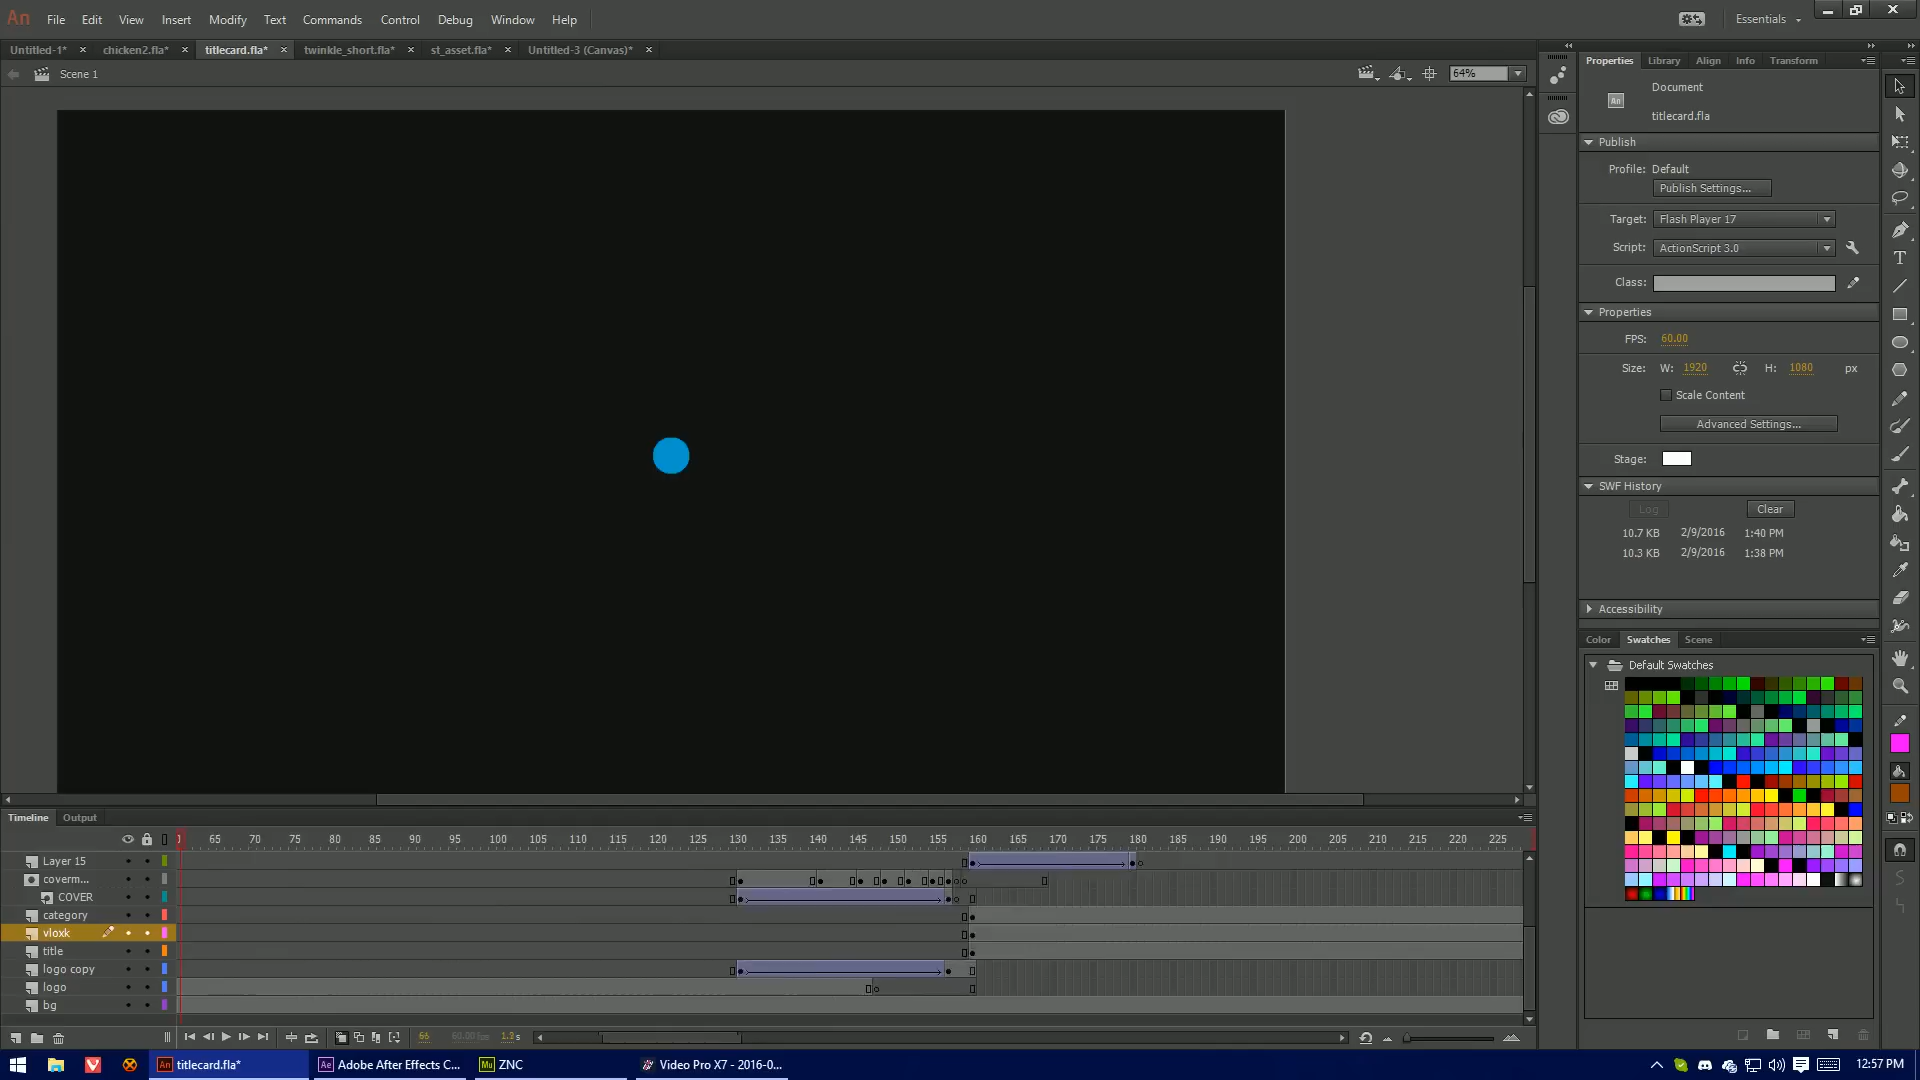 An File Edit View Insert Modify Text Commands Control Debug Window Help Essentials
Untitled-1* × chicken2.fla* × titlecard.fla* × twinkle_short.fla* × st_asset.fla* × Untitled-3 (Canvas)* ×
Scene 1 64%
Properties Library Align Info Transform
Document
An
titlecard.fla
Publish
Profile: Default
Publish Settings...
Target: Flash Player 17
Script: ActionScript 3.0
Class:
Properties
FPS: 60.00
Size: W: 1920 H: 1080 px
Scale Content
Advanced Settings...
Stage:
SWF History
Log Clear
10.7 KB 2/9/2016 1:40 PM
10.3 KB 2/9/2016 1:38 PM
Accessibility
Color Swatches Scene
Default Swatches
Timeline Output
65 70 75 80 85 90 95 100 105 110 115 120 125 130 135 140 145 150 155 160 165 170 175 180 185 190 195 200 205 210 215 220 225
Layer 15
coverm...
COVER
category
vloxk
title
logo copy
logo
bg
60.00 fps
An titlecard.fla* Ae Adobe After Effects C... Mu ZNC Video Pro X7 - 2016-0... 12:57 PM